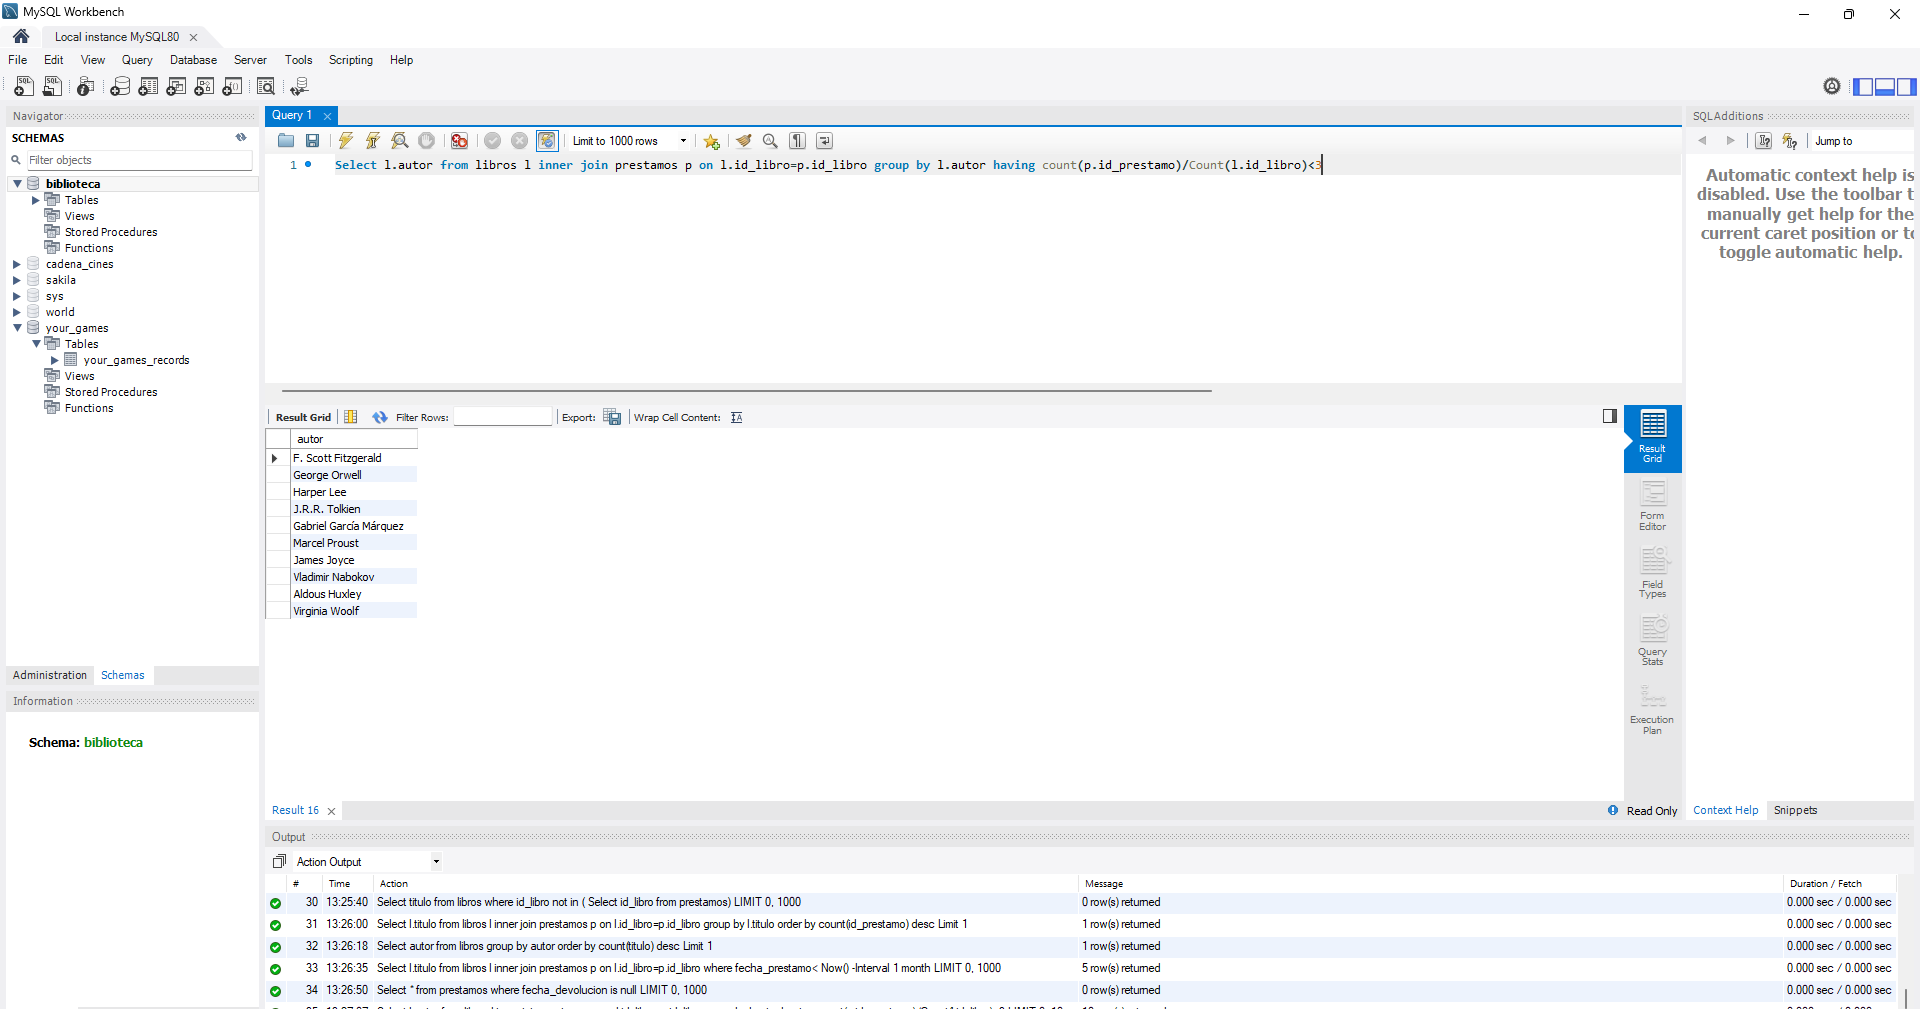 MySQL Workbench
Local instance MySQL80
File Edit View Query Database Server Tools Scripting Help
Navigator
SCHEMAS
Filter objects
biblioteca
Tables
Views
Stored Procedures
Functions
cadena_cines
sakila
sys
world
your_games
Tables
your_games_records
Views
Stored Procedures
Functions
Administration Schemas
Information
Schema: biblioteca
Query 1
Limit to 1000 rows
1 Select l.autor from libros l inner join prestamos p on l.id_libro=p.id_libro group by l.autor having count(p.id_prestamo)/Count(l.id_libro)<3
Result Grid Filter Rows: Export: Wrap Cell Content:
autor
F. Scott Fitzgerald
George Orwell
Harper Lee
J.R.R. Tolkien
Gabriel García Márquez
Marcel Proust
James Joyce
Vladimir Nabokov
Aldous Huxley
Virginia Woolf
Result
Grid
Form
Editor
Field
Types
Query
Stats
Execution
Plan
Result 16
Read Only
SQLAdditions
Jump to
Automatic context help is
disabled. Use the toolbar t
manually get help for the
current caret position or to
toggle automatic help.
Context Help Snippets
Output
Action Output
# Time Action Message Duration / Fetch
30 13:25:40 Select titulo from libros where id_libro not in ( Select id_libro from prestamos) LIMIT 0, 1000 0 row(s) returned 0.000 sec / 0.000 sec
31 13:26:00 Select l.titulo from libros l inner join prestamos p on l.id_libro=p.id_libro group by l.titulo order by count(id_prestamo) desc Limit 1 1 row(s) returned 0.000 sec / 0.000 sec
32 13:26:18 Select autor from libros group by autor order by count(titulo) desc Limit 1 1 row(s) returned 0.000 sec / 0.000 sec
33 13:26:35 Select l.titulo from libros l inner join prestamos p on l.id_libro=p.id_libro where fecha_prestamo< Now() -Interval 1 month LIMIT 0, 1000 5 row(s) returned 0.000 sec / 0.000 sec
34 13:26:50 Select * from prestamos where fecha_devolucion is null LIMIT 0, 1000 0 row(s) returned 0.000 sec / 0.000 sec